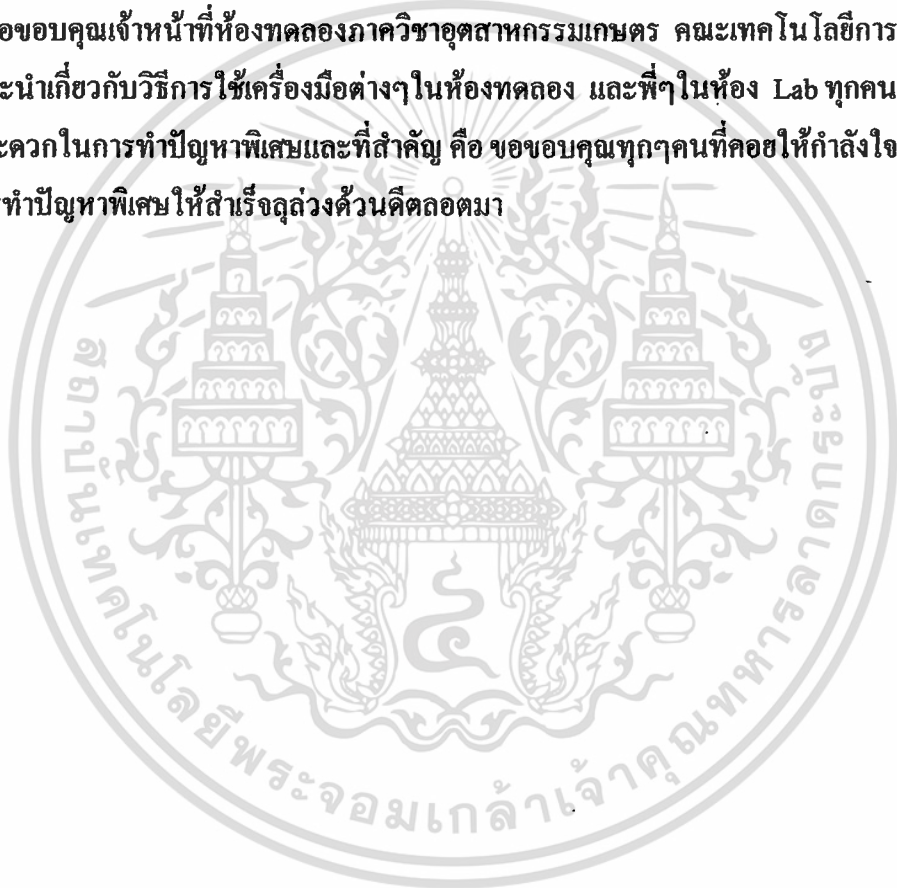 อขอบคุณเจ้าหน้าที่ห้องทดลองภาควิชาอุตสาหกรรมเกษตร คณะเทคโนโลยีการ
ะนำเกี่ยวกับวิธีการใช้เครื่องมือต่างๆในห้องทดลอง และพี่ๆในห้อง Lab ทุกคน
ะดวกในการทำปัญหาพิเศษและที่สำคัญ คือ ขอขอบคุณทุกๆคนที่คอยให้กำลังใจ
รทำปัญหาพิเศษให้สำเร็จลุล่วงด้วนดีตลอตมา
สถาบันเทคโนโลยีพระจอมเกล้าเจ้าคุณทหารลาดกระบัง
๔